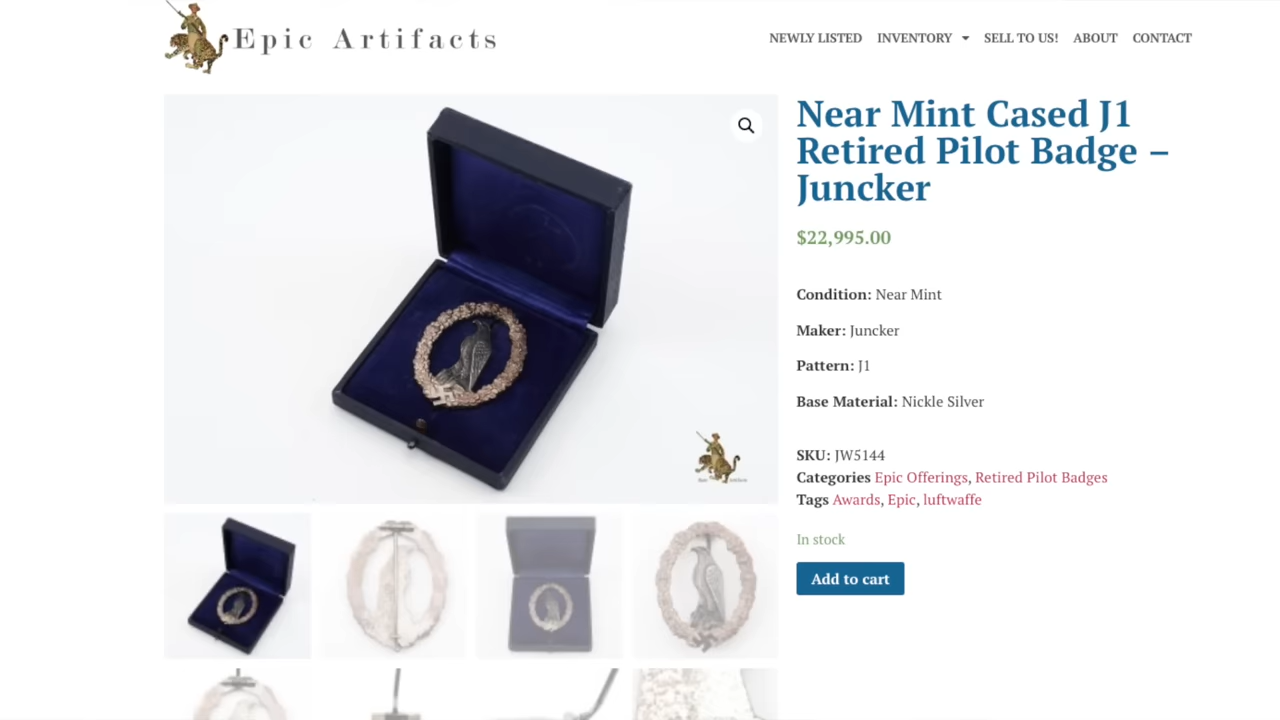 Epic Artifacts
NEWLY LISTED INVENTORY SELL TO US! ABOUT CONTACT
Near Mint Cased J1
Retired Pilot Badge –
Juncker
$22,995.00
Condition: Near Mint
Maker: Juncker
Pattern: J1
Base Material: Nickle Silver
SKU: JW5144
Categories Epic Offerings, Retired Pilot Badges
Tags Awards, Epic, luftwaffe
In stock
Add to cart
Epic Artifacts